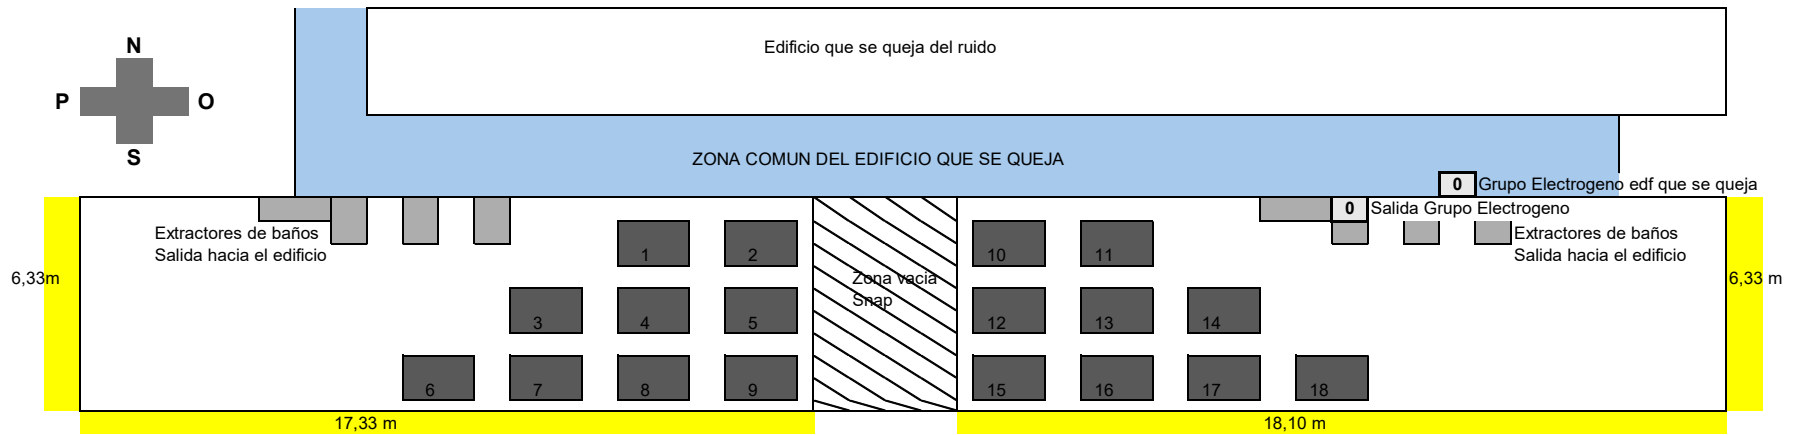 Edificio que se queja del ruido
N
P
O
S
ZONA COMUN DEL EDIFICIO QUE SE QUEJA
0 Grupo Electrogeno edf que se queja
0 Salida Grupo Electrogeno
Extractores de baños
Salida hacia el edificio
Extractores de baños
Salida hacia el edificio
1
2
10
11
6,33m
Zona vacia
Snap
6,33 m
3
4
5
12
13
14
6
7
8
9
15
16
17
18
17,33 m
18,10 m